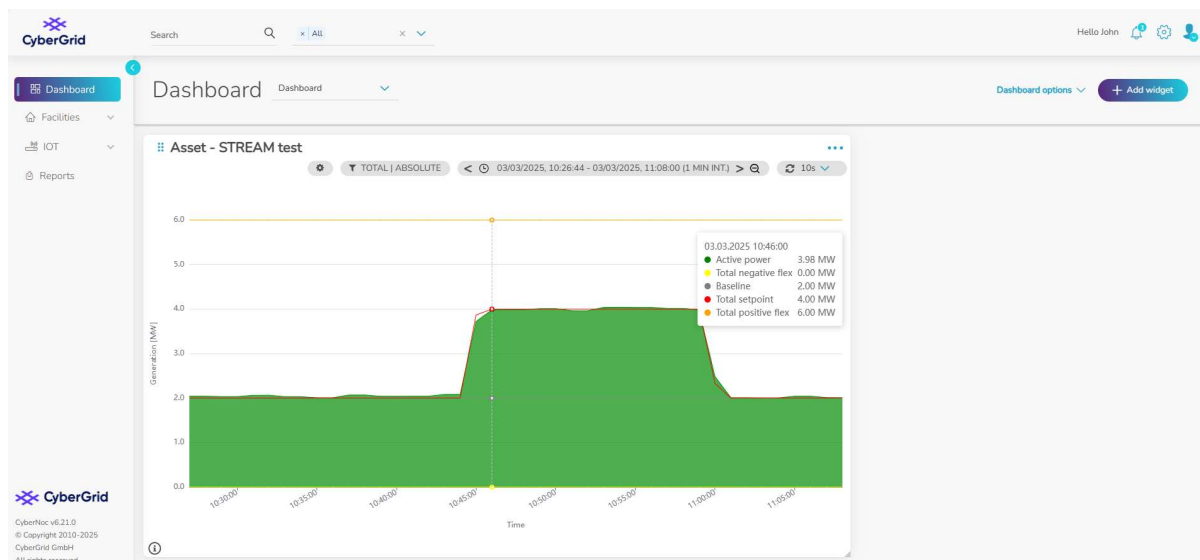 CyberGrid
Search
× All
Hello John
3
Dashboard
Facilities
IOT
Reports
Dashboard
Dashboard
Dashboard options
+ Add widget
Asset - STREAM test
TOTAL | ABSOLUTE
< 03/03/2025, 10:26:44 - 03/03/2025, 11:08:00 (1 MIN INT.) >
10s
6.0
5.0
4.0
3.0
2.0
1.0
0.0
Generation [MW]
03.03.2025 10:46:00
Active power 3.98 MW
Total negative flex 0.00 MW
Baseline 2.00 MW
Total setpoint 4.00 MW
Total positive flex 6.00 MW
10:30:00'
10:35:00'
10:40:00'
10:45:00'
10:50:00'
10:55:00'
11:00:00'
11:05:00'
Time
CyberGrid
CyberNoc v6.21.0
© Copyright 2010-2025
CyberGrid GmbH
All rights reserved